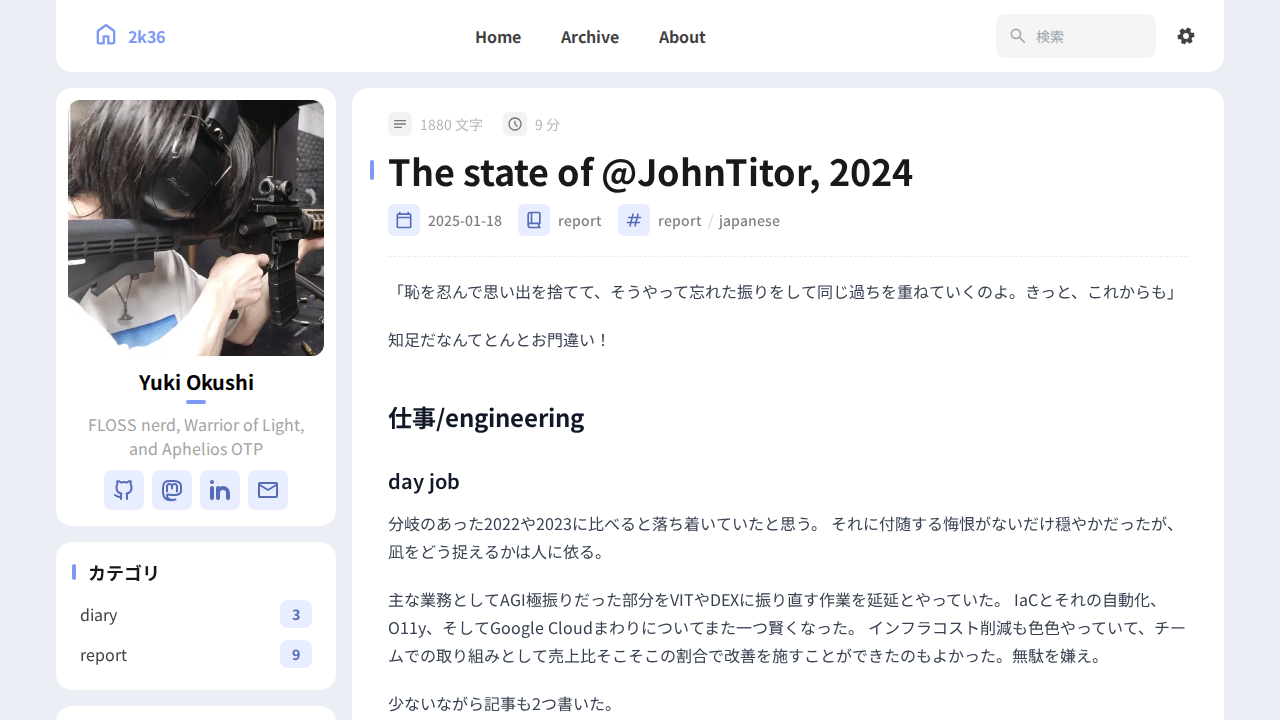 2k36
Home
Archive
About
検索
Yuki Okushi
FLOSS nerd, Warrior of Light,
and Aphelios OTP
カテゴリ
diary 3
report 9
1880 文字
9 分
The state of @JohnTitor, 2024
2025-01-18
report
report / japanese
「恥を忍んで思い出を捨てて、そうやって忘れた振りをして同じ過ちを重ねていくのよ。きっと、これからも」
知足だなんてとんとお門違い！
仕事/engineering
day job
分岐のあった2022や2023に比べると落ち着いていたと思う。 それに付随する悔恨がないだけ穏やかだったが、
凪をどう捉えるかは人に依る。
主な業務としてAGI極振りだった部分をVITやDEXに振り直す作業を延延とやっていた。 IaCとそれの自動化、
O11y、そしてGoogle Cloudまわりについてまた一つ賢くなった。 インフラコスト削減も色色やっていて、チー
ムでの取り組みとして売上比そこそこの割合で改善を施すことができたのもよかった。無駄を嫌え。
少ないながら記事も2つ書いた。